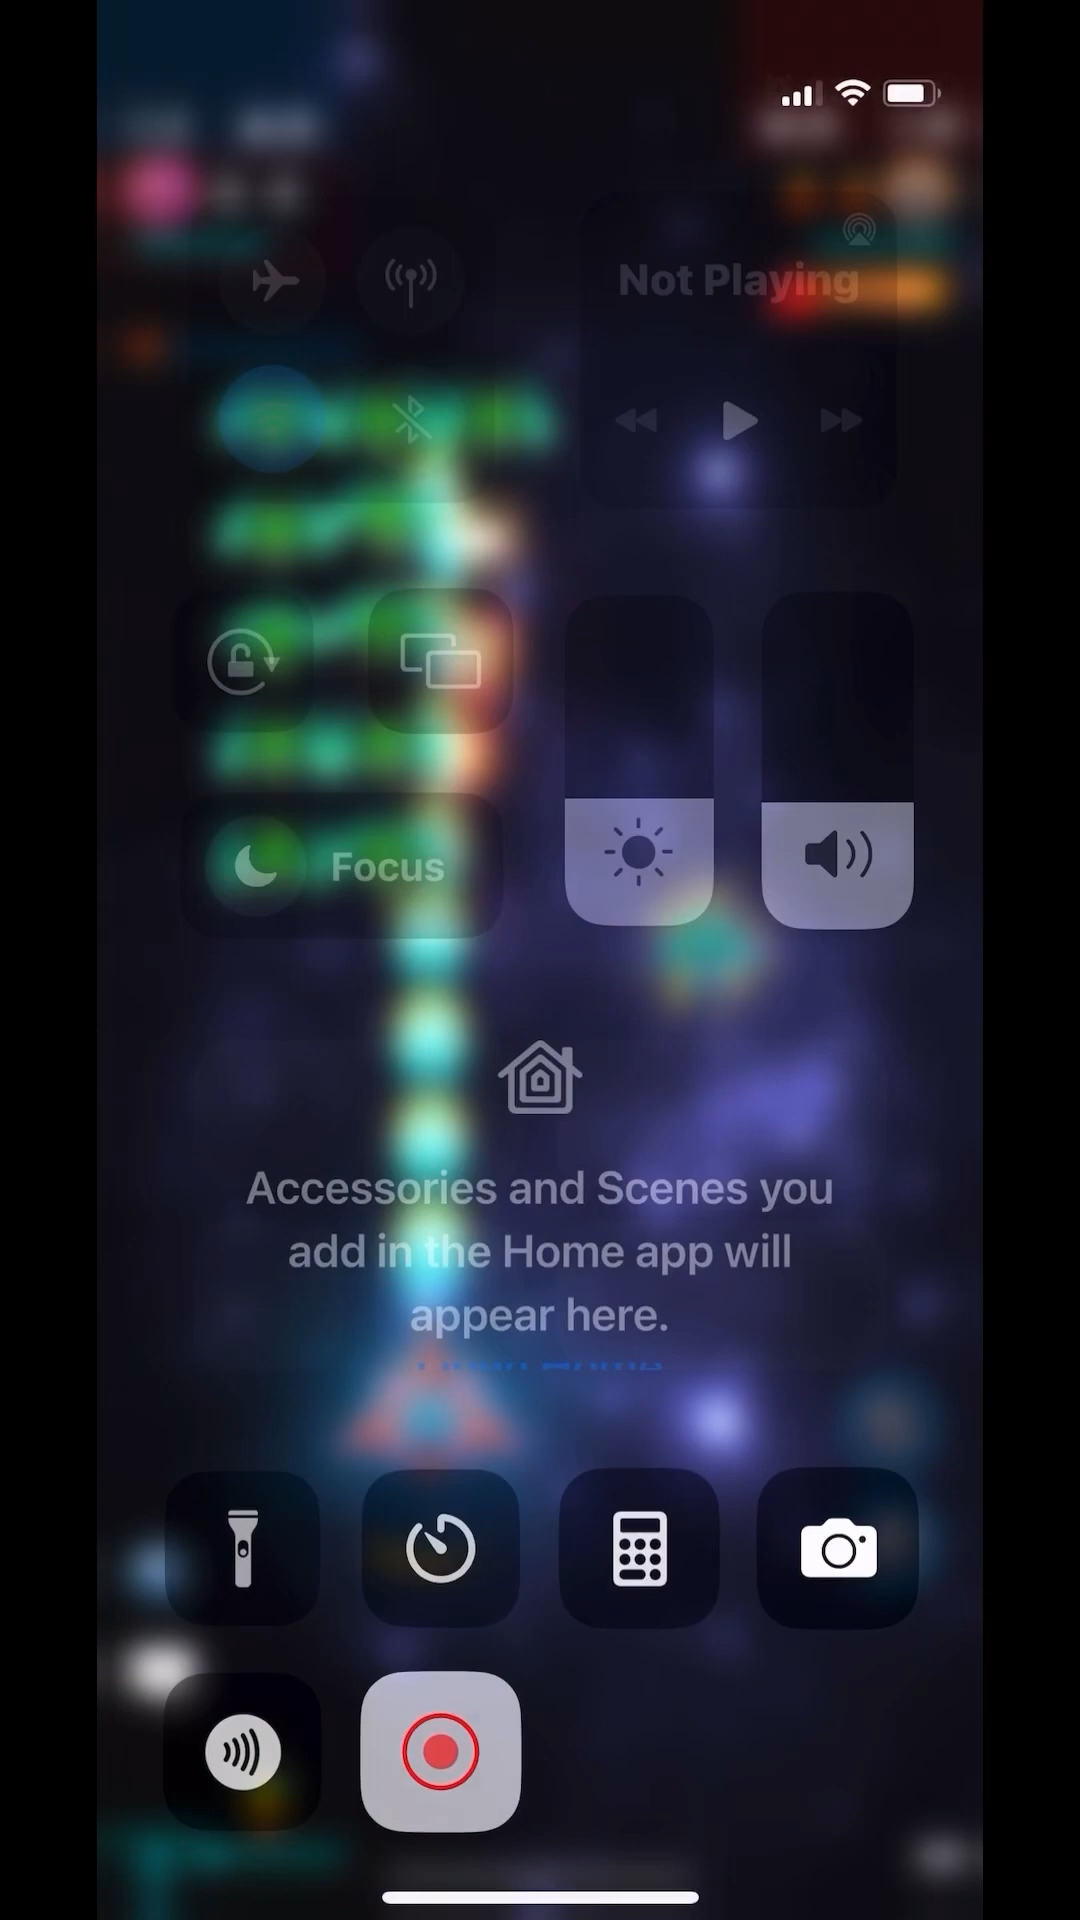 Not Playing
Focus
Accessories and Scenes you
add in the Home app will
appear here.